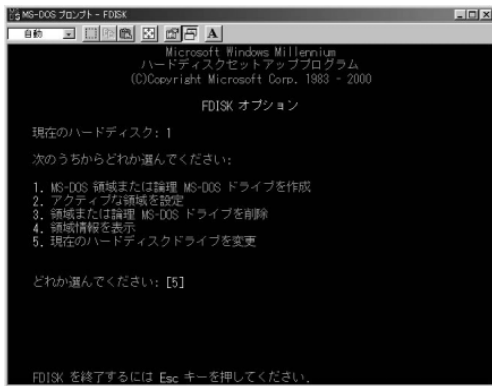 MS-DOS プロンプト - FDISK
自動
A
Microsoft Windows Millennium
ハードディスクセットアッププログラム
(C)Copyright Microsoft Corp. 1983 - 2000
FDISK オプション
現在のハードディスク: 1
次のうちからどれか選んでください:
1. MS-DOS 領域または論理 MS-DOS ドライブを作成
2. アクティブな領域を設定
3. 領域または論理 MS-DOS ドライブを削除
4. 領域情報を表示
5. 現在のハードディスクドライブを変更
どれか選んでください: [5]
FDISK を終了するには Esc キーを押してください.